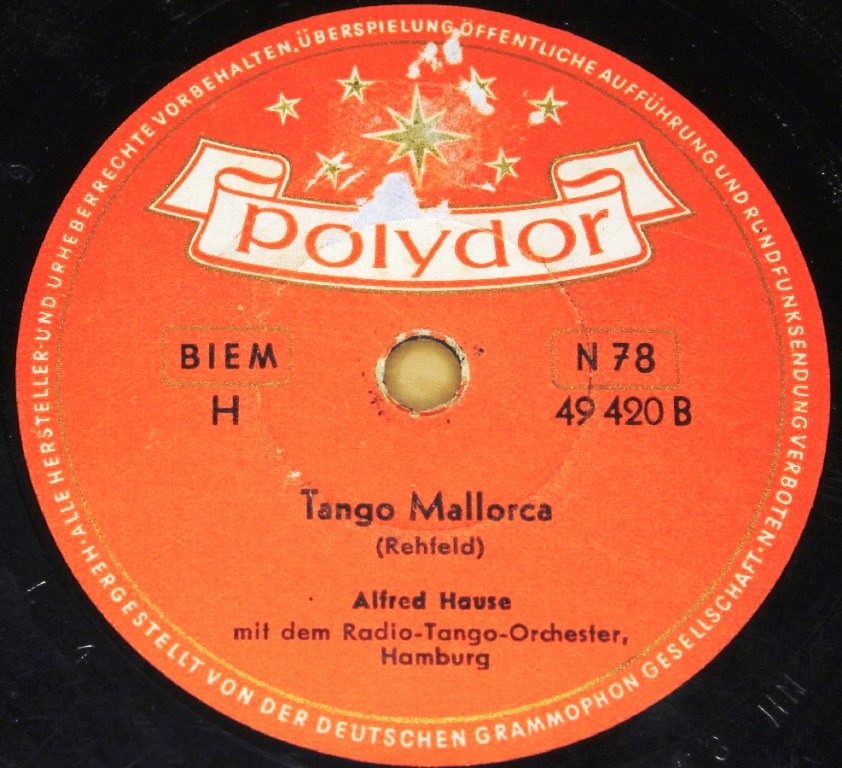 ALLE HERSTELLER- UND URHEBERRECHTE VORBEHALTEN. ÜBERSPIELUNG ÖFFENTLICHE AUFFÜHRUNG UND RUNDFUNKSENDUNG VERBOTEN·
polydor
BIEM
N 78
H
49 420 B
Tango Mallorca
(Rehfeld)
Alfred Hause
mit dem Radio-Tango-Orchester,
Hamburg
·HERGESTELLT VON DER DEUTSCHEN GRAMMOPHON GESELLSCHAFT·